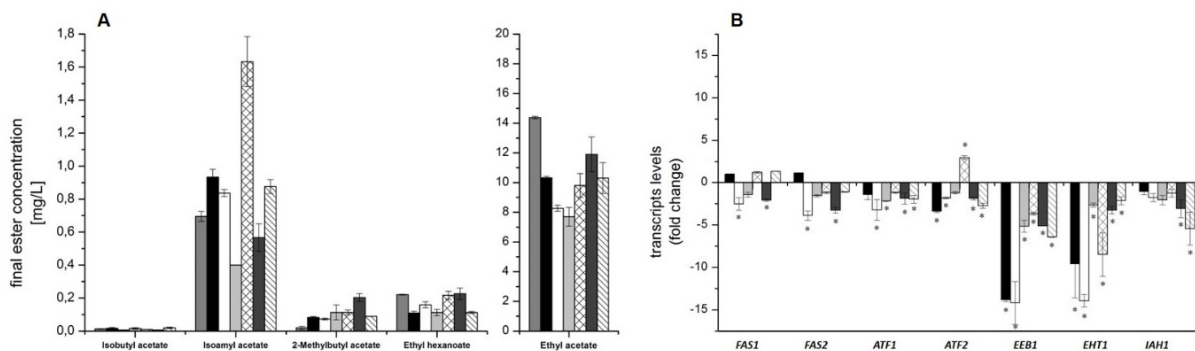 A
B
final ester concentration
[mg/L]
1,8
1,6
1,4
1,2
1,0
0,8
0,6
0,4
0,2
0,0
Isobutyl acetate
Isoamyl acetate
2-Methylbutyl acetate
Ethyl hexanoate
20
18
16
14
12
10
8
6
4
2
0
Ethyl acetate
transcripts levels
(fold change)
15
10
5
0
-5
-10
-15
FAS1
FAS2
ATF1
ATF2
EEB1
EHT1
IAH1